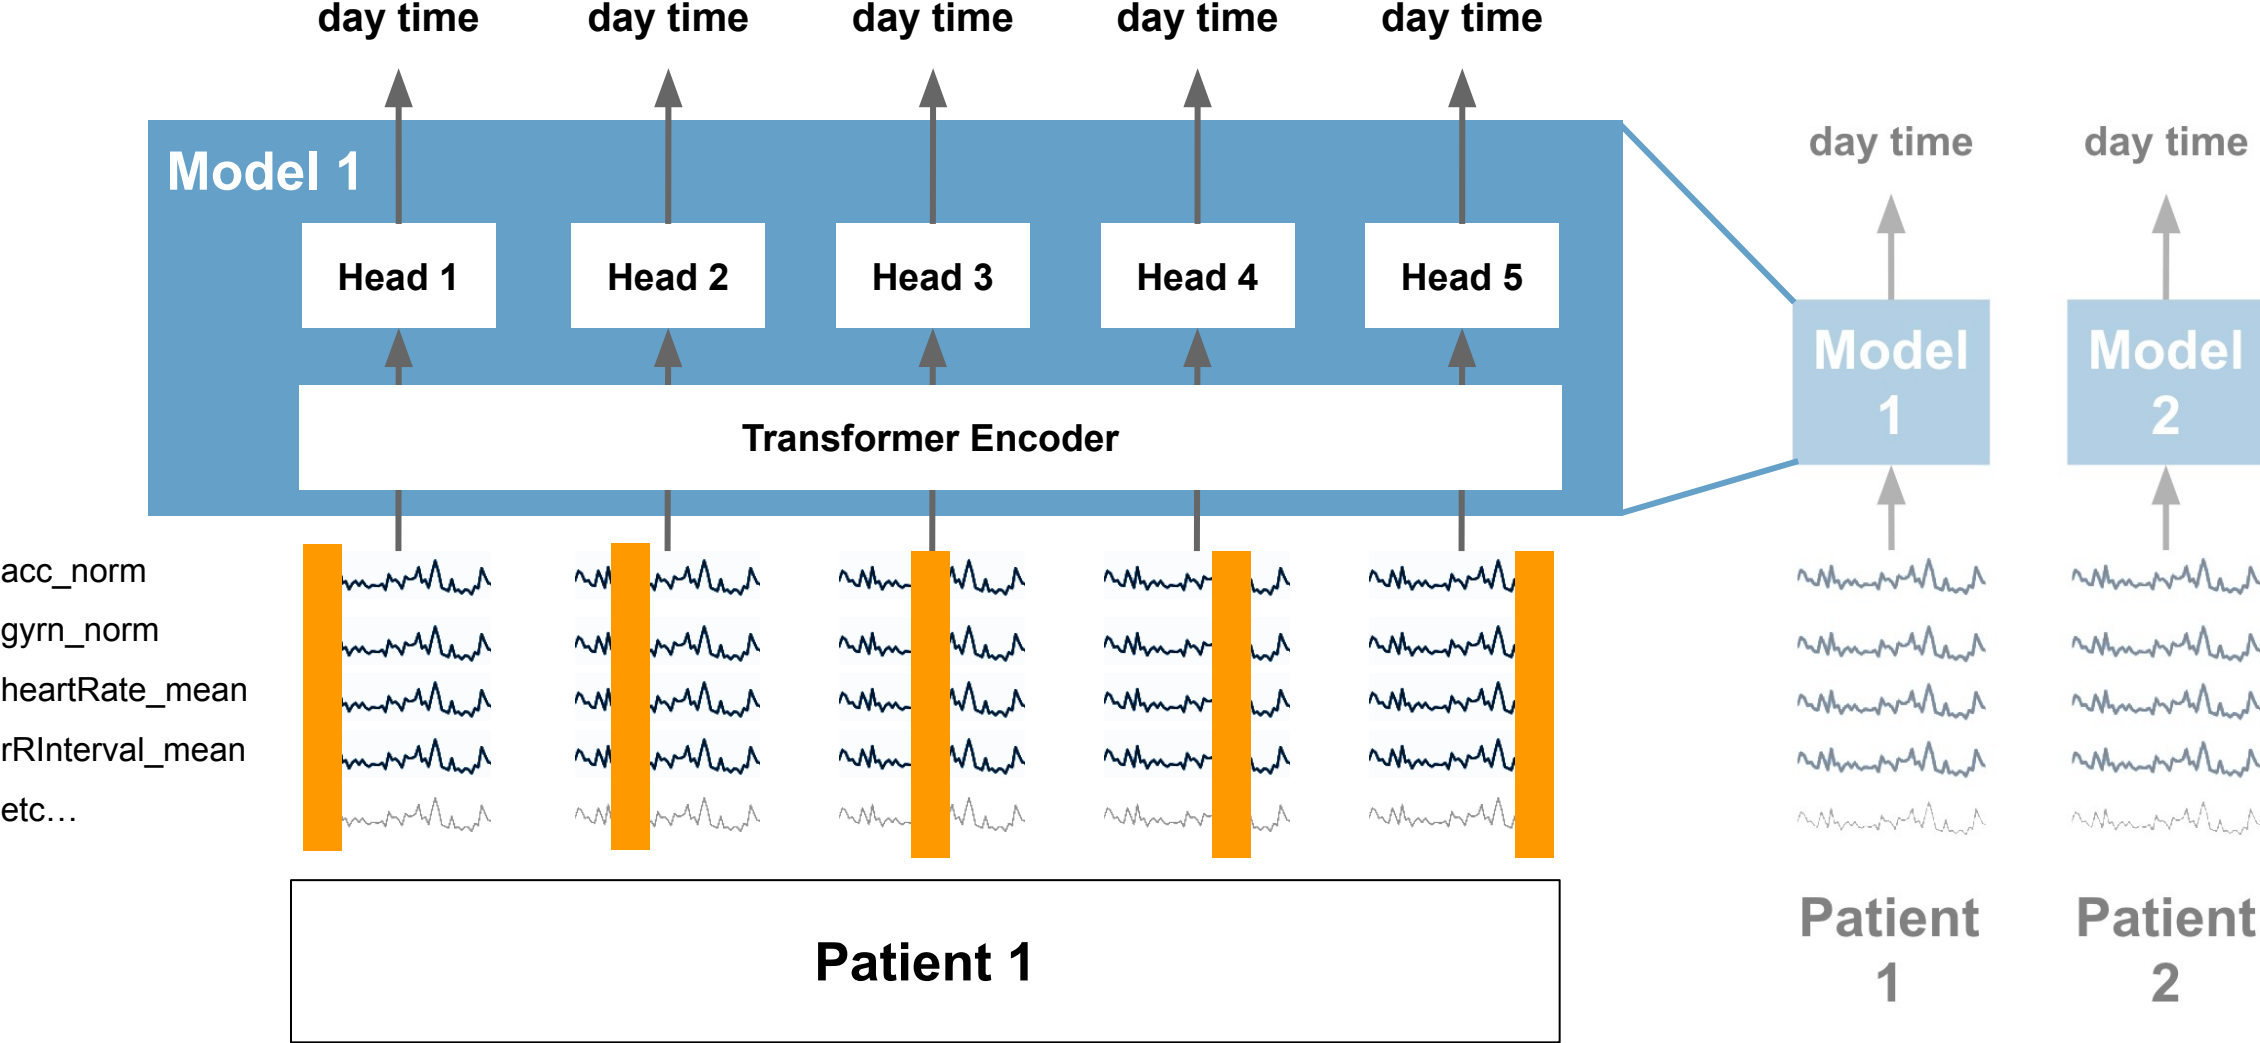 day time day time day time day time day time
Model 1
day time day time
Head 1 Head 2 Head 3 Head 4 Head 5
Model 1 Model 2
Transformer Encoder
acc_norm
gyrn_norm
heartRate_mean
rRInterval_mean
etc...
Patient 1
Patient 1
Patient 2